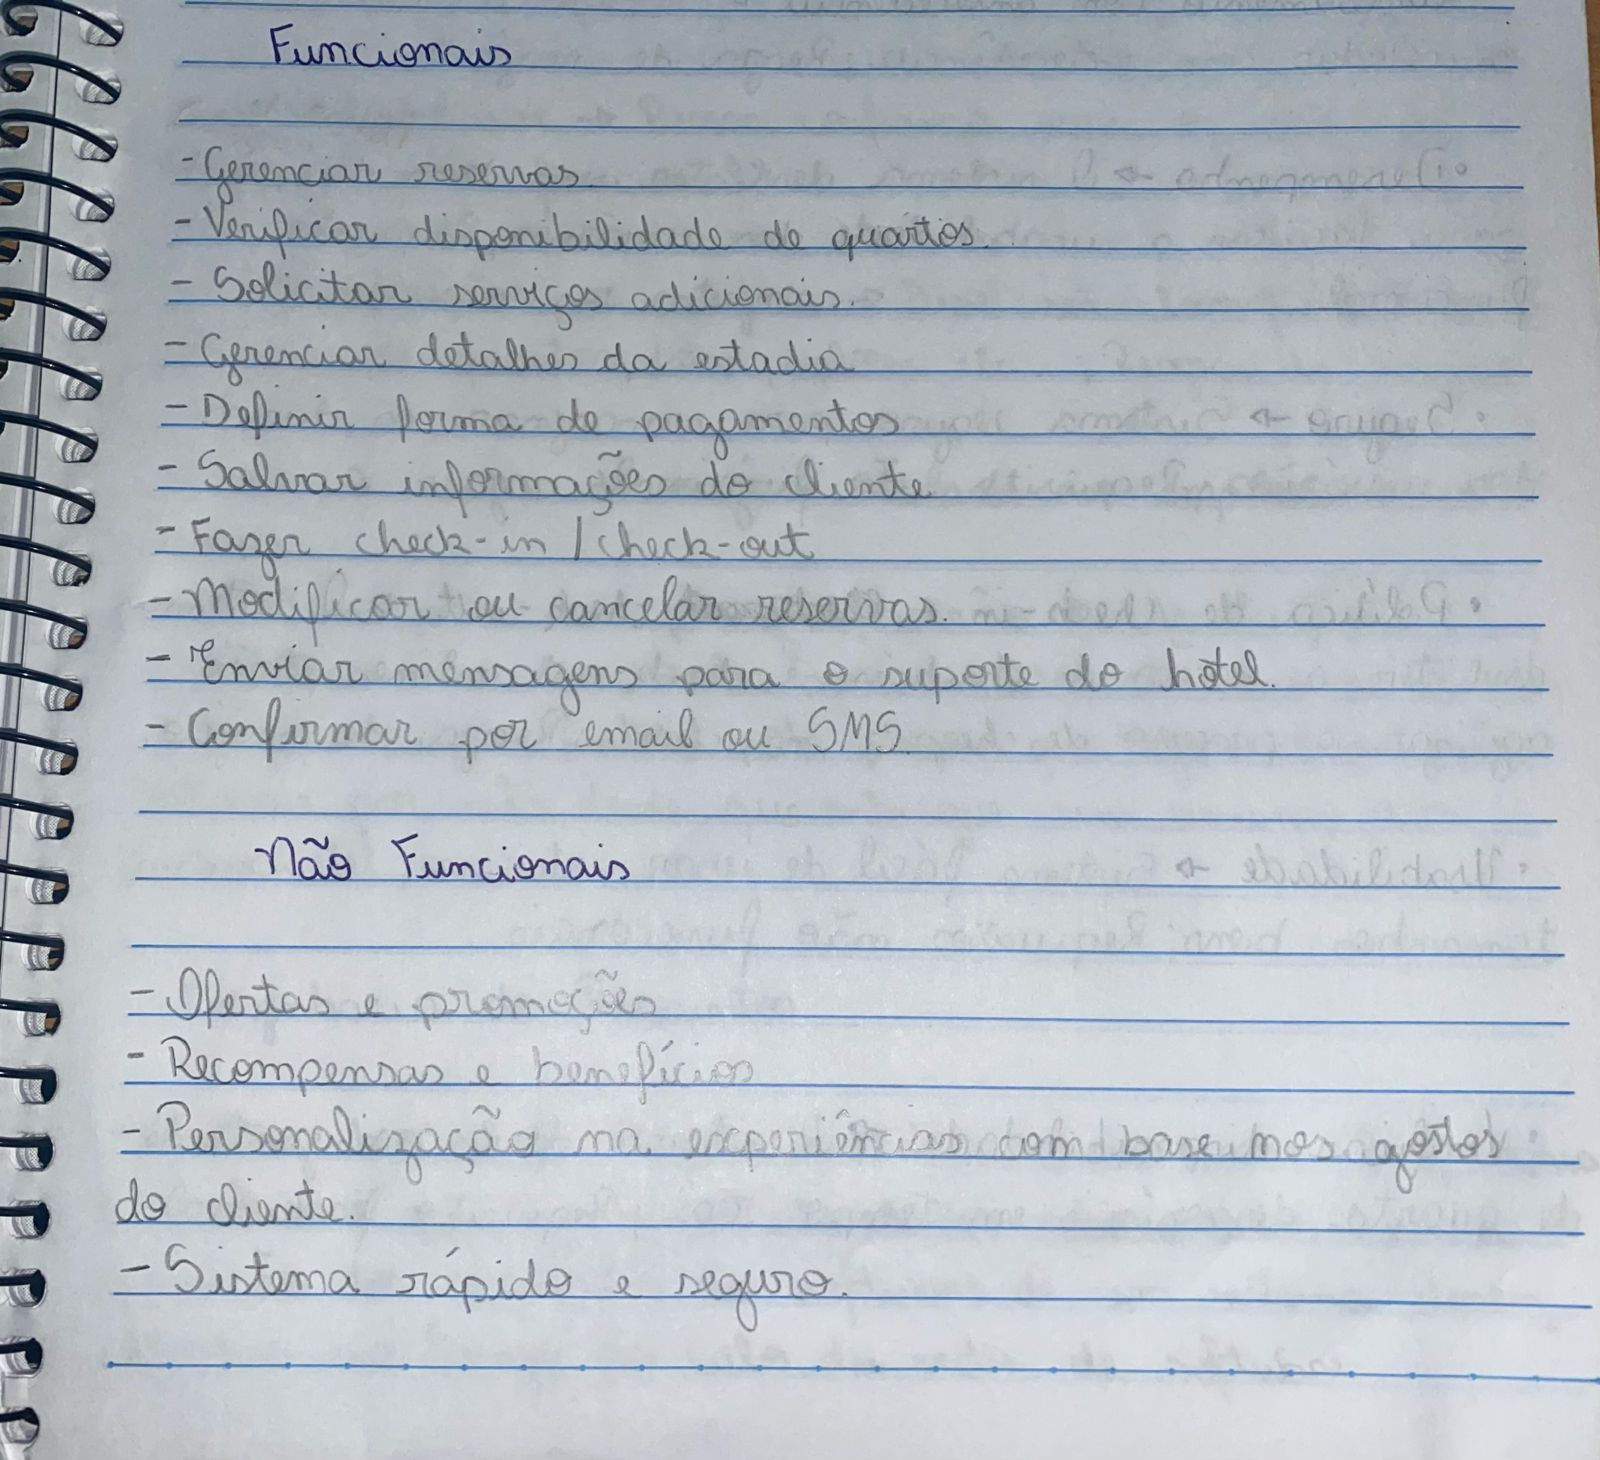 Funcionais
- Gerenciar reservas.
- Verificar disponibilidade de quartos.
- Solicitar serviços adicionais.
- Gerenciar detalhes da estadia
- Definir forma de pagamentos
- Salvar informações do cliente
- Fazer check-in / check-out
- Modificar ou cancelar reservas.
- Enviar mensagens para o suporte do hotel.
- Confirmar por email ou SMS.
Não Funcionais
- Ofertas e promoções
- Recompensas e benefícios
- Personalização na experiências com base nos gostos
do cliente.
- Sistema rápido e seguro.